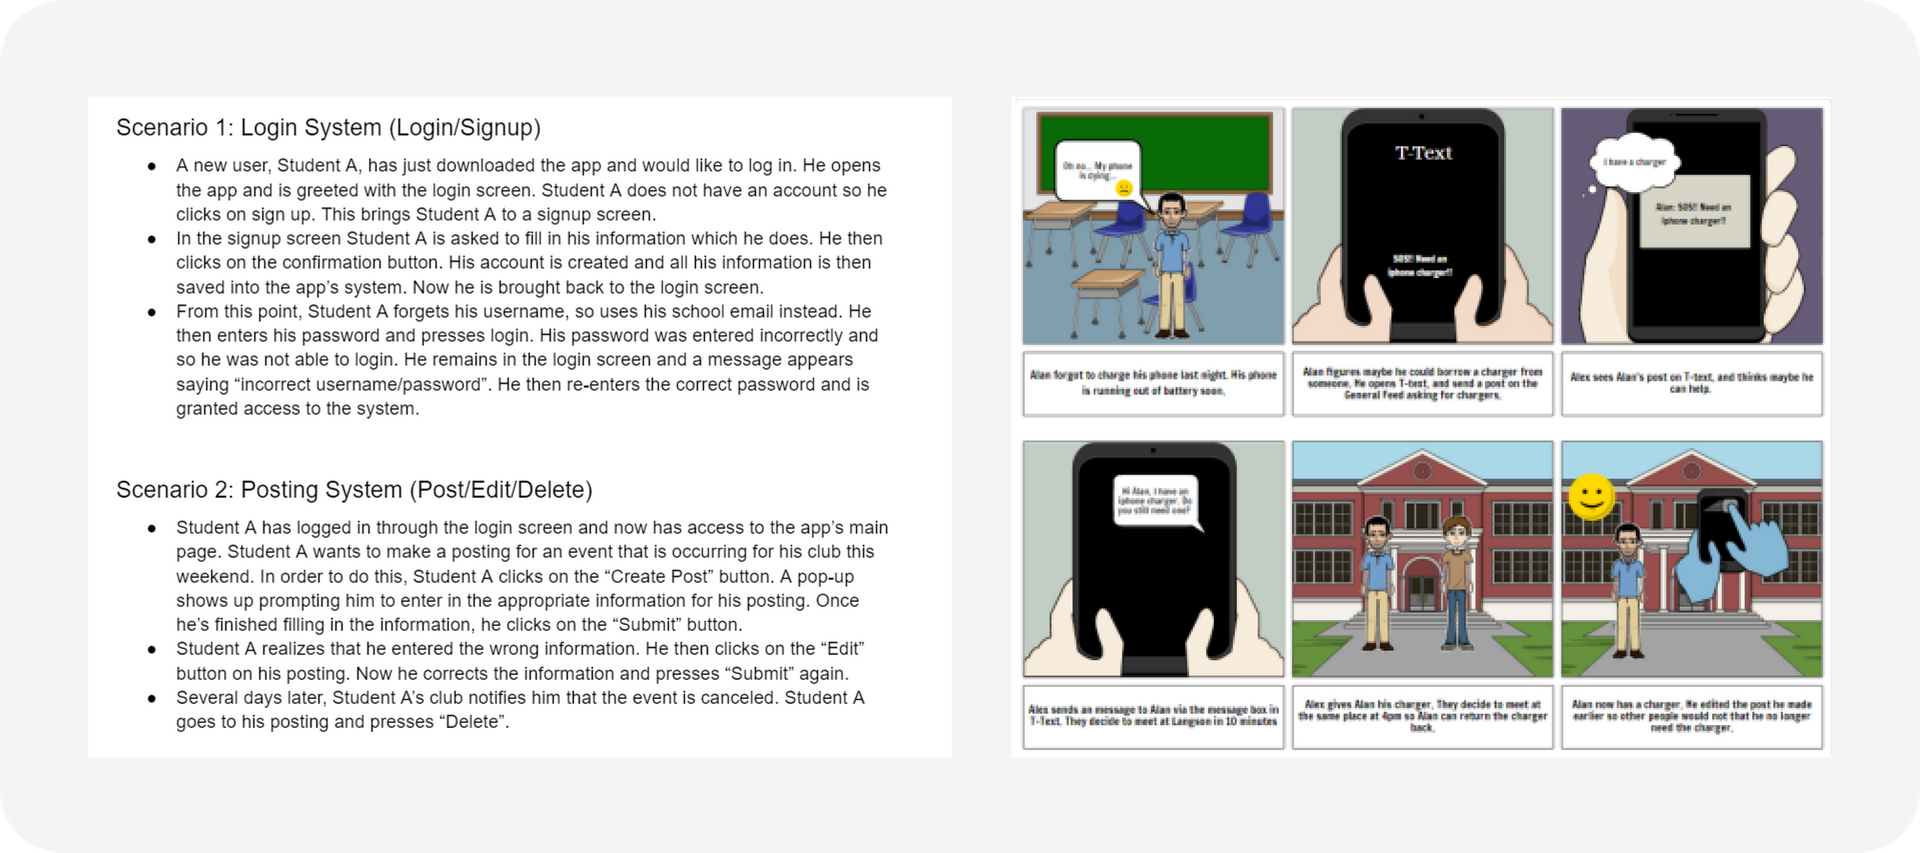 Scenario 1: Login System (Login/Signup)
● A new user, Student A, has just downloaded the app and would like to log in. He opens
the app and is greeted with the login screen. Student A does not have an account so he
clicks on sign up. This brings Student A to a signup screen.
● In the signup screen Student A is asked to fill in his information which he does. He then
clicks on the confirmation button. His account is created and all his information is then
saved into the app's system. Now he is brought back to the login screen.
● From this point, Student A forgets his username, so uses his school email instead. He
then enters his password and presses login. His password was entered incorrectly and
so he was not able to login. He remains in the login screen and a message appears
saying “incorrect username/password”. He then re-enters the correct password and is
granted access to the system.
Scenario 2: Posting System (Post/Edit/Delete)
● Student A has logged in through the login screen and now has access to the app's main
page. Student A wants to make a posting for an event that is occurring for his club this
weekend. In order to do this, Student A clicks on the “Create Post” button. A pop-up
shows up prompting him to enter in the appropriate information for his posting. Once
he's finished filling in the information, he clicks on the “Submit” button.
● Student A realizes that he entered the wrong information. He then clicks on the “Edit”
button on his posting. Now he corrects the information and presses “Submit” again.
● Several days later, Student A's club notifies him that the event is canceled. Student A
goes to his posting and presses “Delete”.
Oh no... My phone
is dying...
Alan forgot to charge his phone last night. His phone
is running out of battery soon.
T-Text
SOS!! Need an
iphone charger!!
Alan figures maybe he could borrow a charger from
someone. He opens T-text, and send a post on the
General Feed asking for chargers.
I have a charger
Alan: SOS!! Need an
iphone charger!!
Alex sees Alan's post on T-text, and thinks maybe he
can help.
Hi Alan, I have an
iphone charger. Do
you still need one?
Alex sends an message to Alan via the message box in
T-Text. They decide to meet at Langson in 10 minutes
Alex gives Alan his charger. They decide to meet at
the same place at 4pm so Alan can return the charger
back.
Alan now has a charger. He edited the post he made
earlier so other people would not that he no longer
need the charger.